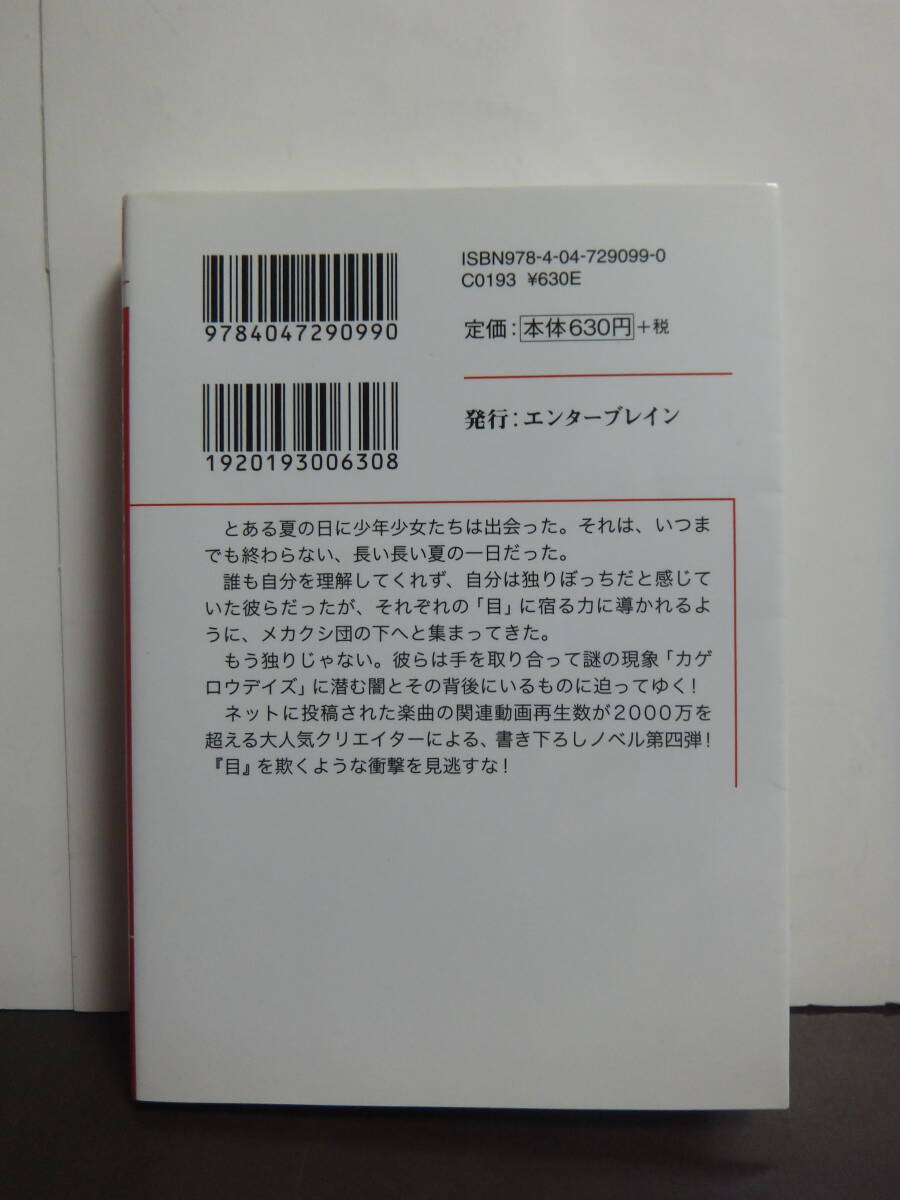 9784047290990
1920193006308
ISBN978-4-04-729099-0
C0193 ¥630E
定価：本体630円+税
発行：エンターブレイン
とある夏の日に少年少女たちは出会った。それは、いつま
でも終わらない、長い長い夏の一日だった。
誰も自分を理解してくれず、自分は独りぼっちだと感じて
いた彼らだったが、それぞれの「目」に宿る力に導かれるよ
うに、メカクシ団の下へと集まってきた。
もう独りじゃない。彼らは手を取り合って謎の現象「カゲ
ロウデイズ」に潜む闇とその背後にいるものに迫ってゆく！
ネットに投稿された楽曲の関連動画再生数が2000万を
超える大人気クリエイターによる、書き下ろしノベル第四弾！
『目』を欺くような衝撃を見逃すな！